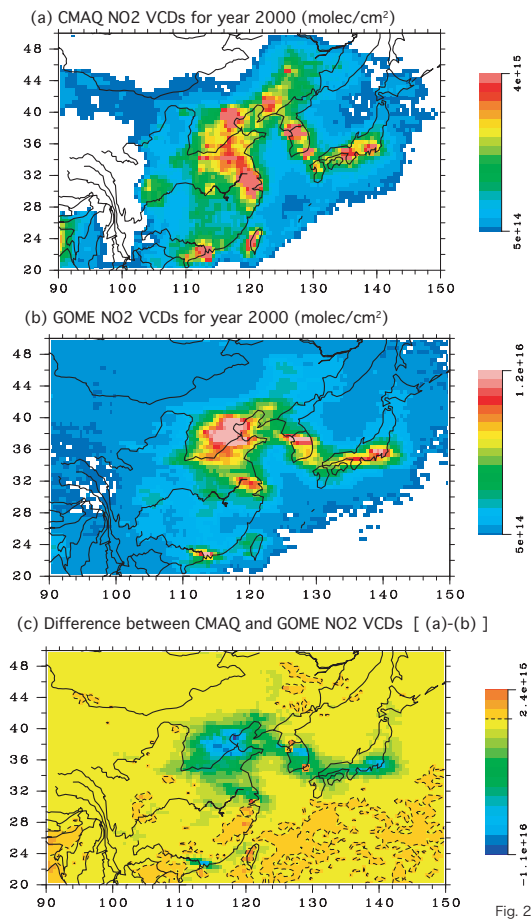 (a) CMAQ NO2 VCDs for year 2000 (molec/cm²)
48
44
40
36
32
28
24
20
90 100 110 120 130 140 150
4e+15
5e+14
(b) GOME NO2 VCDs for year 2000 (molec/cm²)
48
44
40
36
32
28
24
20
90 100 110 120 130 140 150
1.2e+16
5e+14
(c) Difference between CMAQ and GOME NO2 VCDs [ (a)-(b) ]
48
44
40
36
32
28
24
20
90 100 110 120 130 140 150
2.4e+15
-1.1e+16
Fig. 2